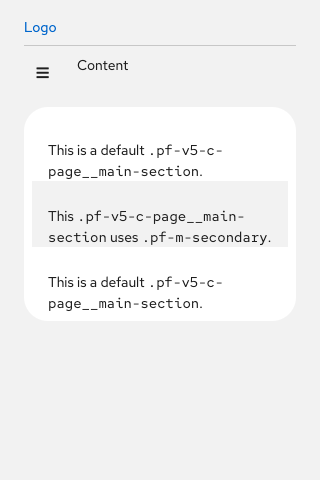 Logo
Content
This is a default .pf-v5-c-
page__main-section.
This .pf-v5-c-page__main-
section uses .pf-m-secondary.
This is a default .pf-v5-c-
page__main-section.